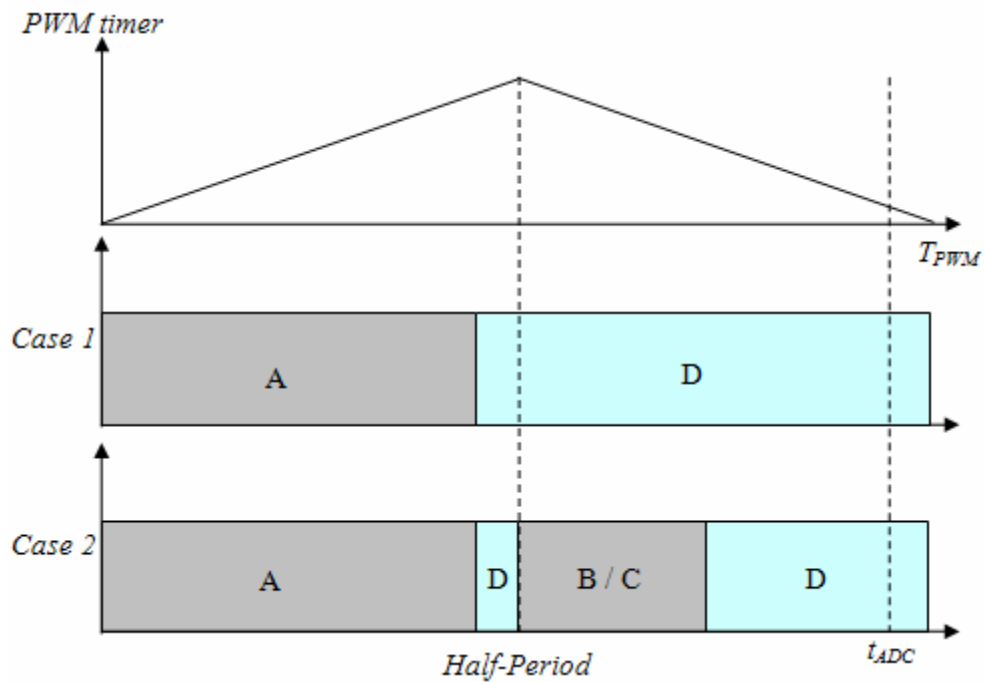 PWM timer
T_PWM
Case 1
A
D
Case 2
A
D
B / C
D
Half-Period
t_ADC